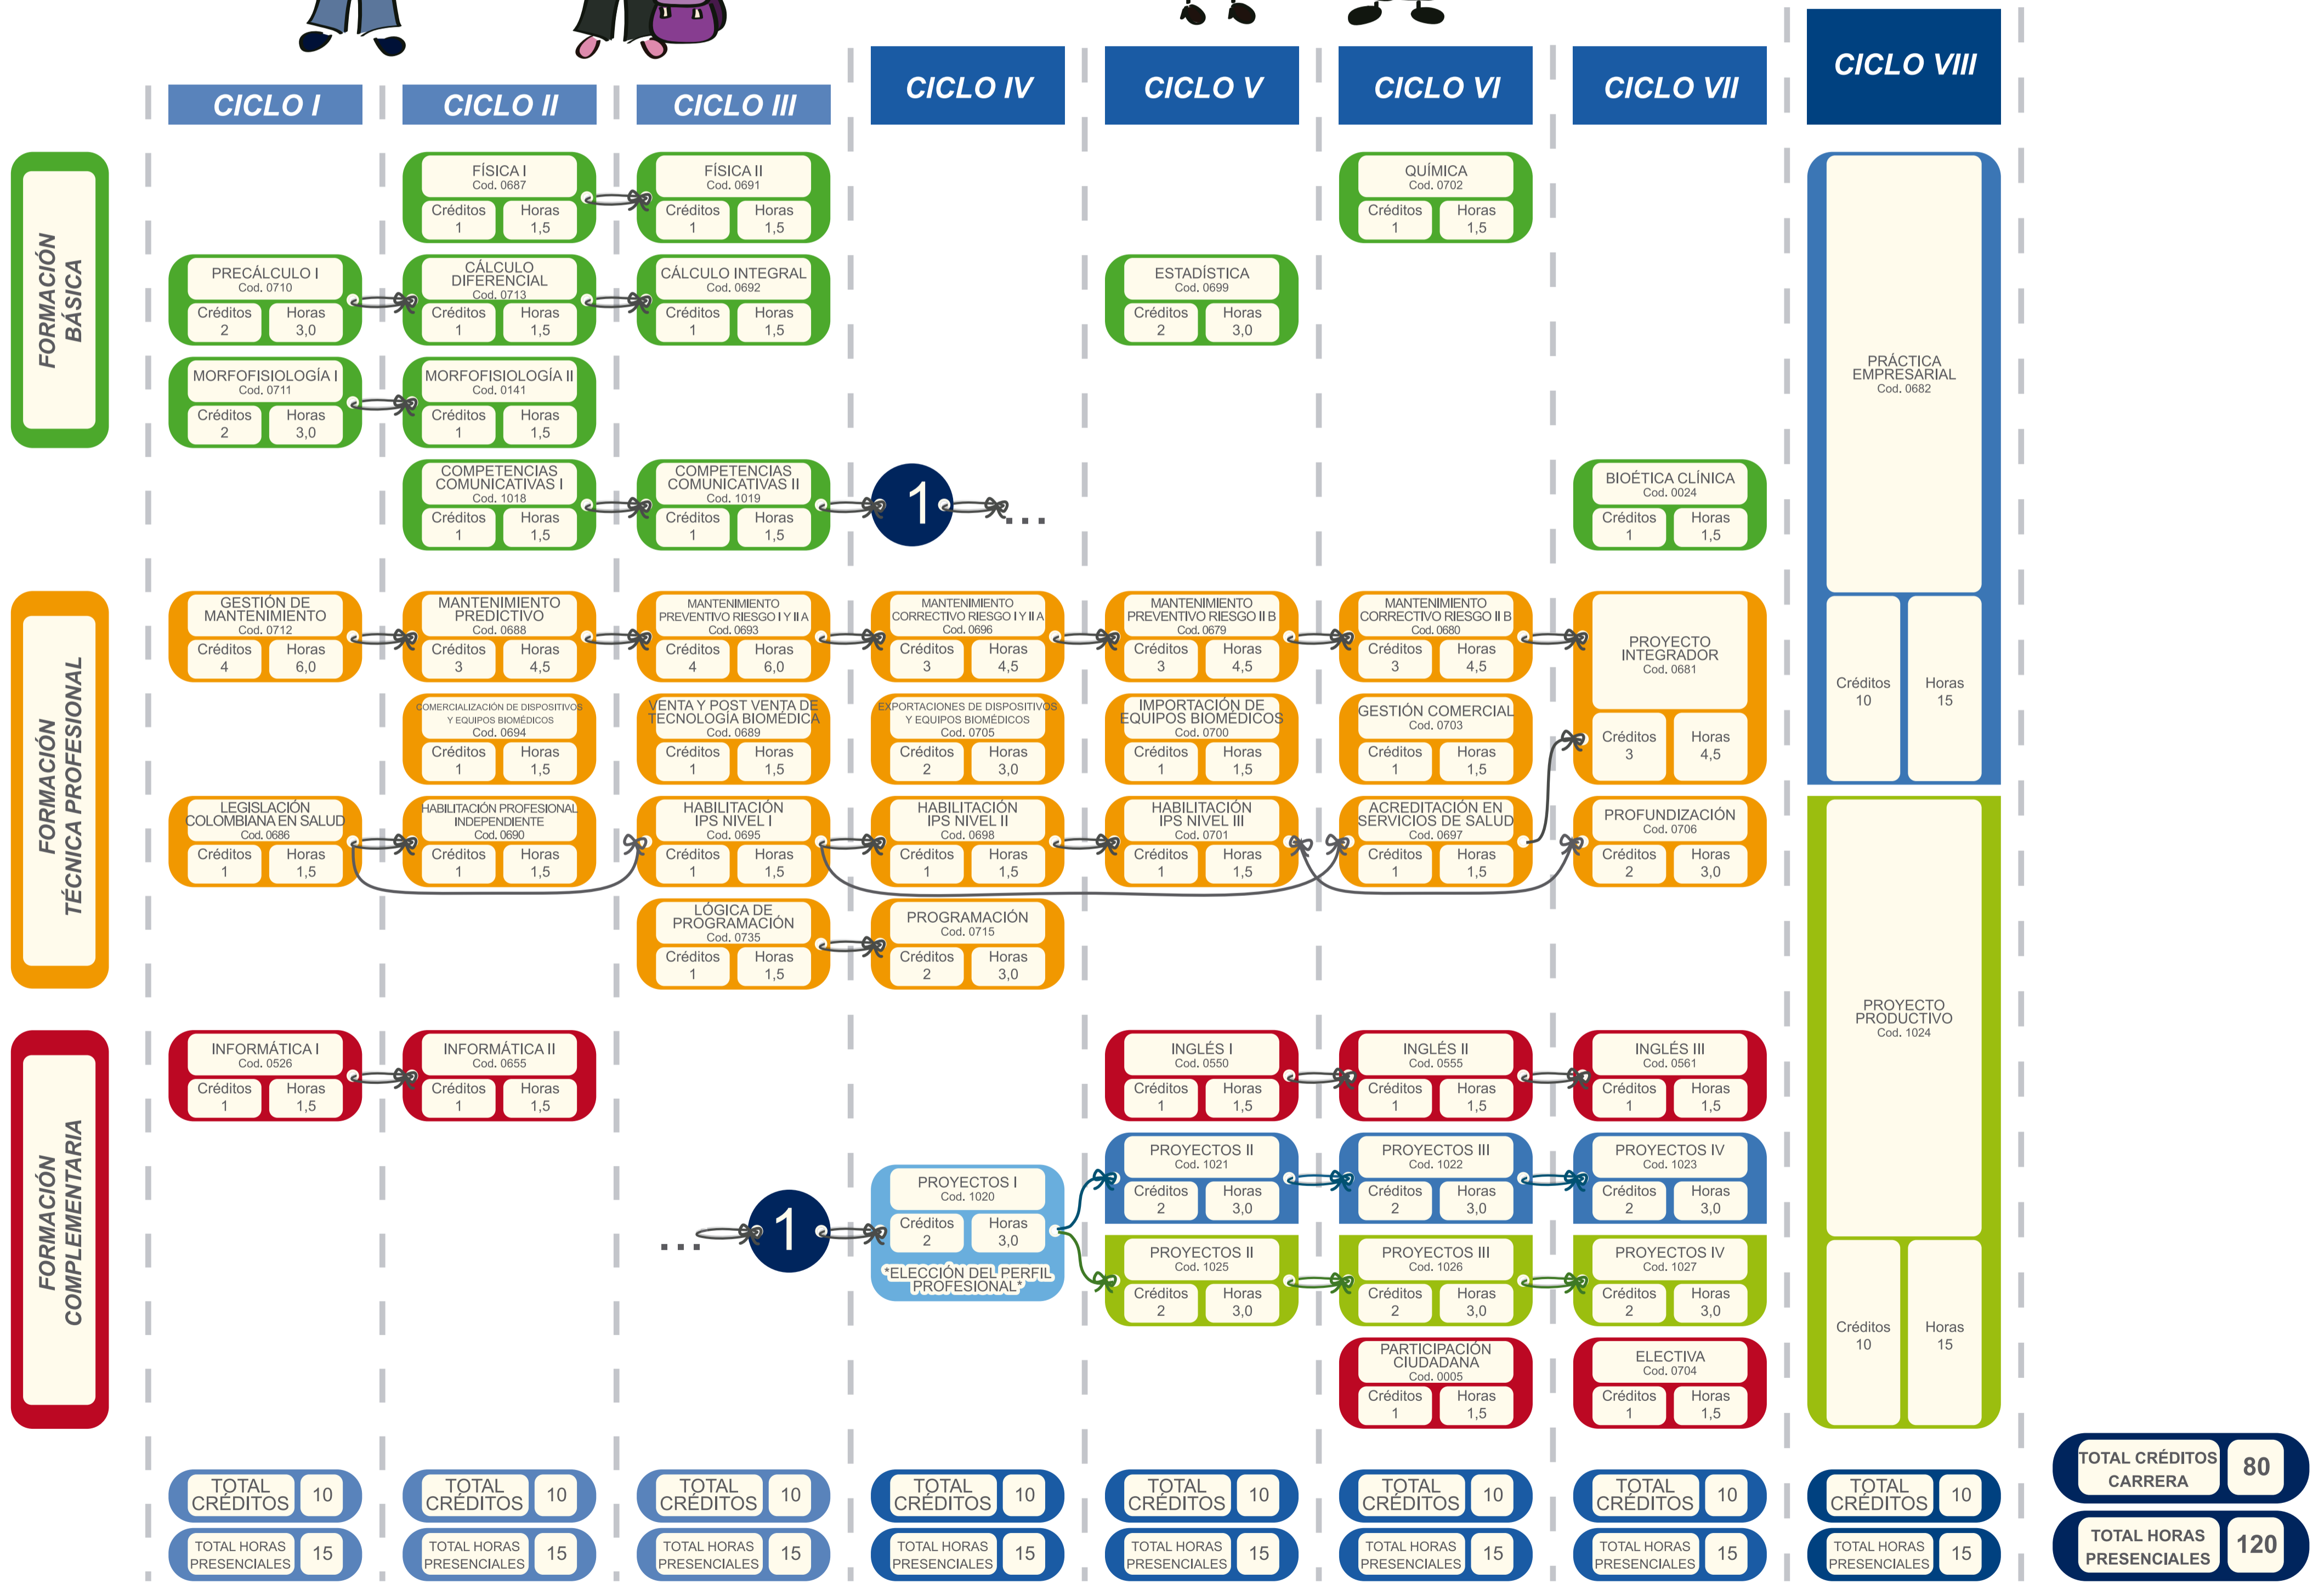 CICLO I
CICLO II
CICLO III
CICLO IV
CICLO V
CICLO VI
CICLO VII
CICLO VIII
FORMACIÓN
BÁSICA
FÍSICA I
Cod. 0687
Créditos
1
Horas
1,5
FÍSICA II
Cod. 0691
Créditos
1
Horas
1,5
QUÍMICA
Cod. 0702
Créditos
1
Horas
1,5
PRECÁLCULO I
Cod. 0710
Créditos
2
Horas
3,0
CÁLCULO
DIFERENCIAL
Cod. 0713
Créditos
1
Horas
1,5
CÁLCULO INTEGRAL
Cod. 0692
Créditos
1
Horas
1,5
ESTADÍSTICA
Cod. 0699
Créditos
2
Horas
3,0
MORFOFISIOLOGÍA I
Cod. 0711
Créditos
2
Horas
3,0
MORFOFISIOLOGÍA II
Cod. 0141
Créditos
1
Horas
1,5
COMPETENCIAS
COMUNICATIVAS I
Cod. 1018
Créditos
1
Horas
1,5
COMPETENCIAS
COMUNICATIVAS II
Cod. 1019
Créditos
1
Horas
1,5
1
...
BIOÉTICA CLÍNICA
Cod. 0024
Créditos
1
Horas
1,5
PRÁCTICA
EMPRESARIAL
Cod. 0682
Créditos
10
Horas
15
FORMACIÓN
TÉCNICA PROFESIONAL
GESTIÓN DE
MANTENIMIENTO
Cod. 0712
Créditos
4
Horas
6,0
MANTENIMIENTO
PREDICTIVO
Cod. 0688
Créditos
3
Horas
4,5
MANTENIMIENTO
PREVENTIVO RIESGO I Y II A
Cod. 0693
Créditos
4
Horas
6,0
MANTENIMIENTO
CORRECTIVO RIESGO I Y II A
Cod. 0696
Créditos
3
Horas
4,5
MANTENIMIENTO
PREVENTIVO RIESGO II B
Cod. 0679
Créditos
3
Horas
4,5
MANTENIMIENTO
CORRECTIVO RIESGO II B
Cod. 0680
Créditos
3
Horas
4,5
PROYECTO
INTEGRADOR
Cod. 0681
Créditos
3
Horas
4,5
COMERCIALIZACIÓN DE DISPOSITIVOS
Y EQUIPOS BIOMÉDICOS
Cod. 0694
Créditos
1
Horas
1,5
VENTA Y POST VENTA DE
TECNOLOGÍA BIOMÉDICA
Cod. 0689
Créditos
1
Horas
1,5
EXPORTACIONES DE DISPOSITIVOS
Y EQUIPOS BIOMÉDICOS
Cod. 0705
Créditos
2
Horas
3,0
IMPORTACIÓN DE
EQUIPOS BIOMÉDICOS
Cod. 0700
Créditos
1
Horas
1,5
GESTIÓN COMERCIAL
Cod. 0703
Créditos
1
Horas
1,5
LEGISLACIÓN
COLOMBIANA EN SALUD
Cod. 0686
Créditos
1
Horas
1,5
HABILITACIÓN PROFESIONAL
INDEPENDIENTE
Cod. 0690
Créditos
1
Horas
1,5
HABILITACIÓN
IPS NIVEL I
Cod. 0695
Créditos
1
Horas
1,5
HABILITACIÓN
IPS NIVEL II
Cod. 0698
Créditos
1
Horas
1,5
HABILITACIÓN
IPS NIVEL III
Cod. 0701
Créditos
1
Horas
1,5
ACREDITACIÓN EN
SERVICIOS DE SALUD
Cod. 0697
Créditos
1
Horas
1,5
PROFUNDIZACIÓN
Cod. 0706
Créditos
2
Horas
3,0
LÓGICA DE
PROGRAMACIÓN
Cod. 0735
Créditos
1
Horas
1,5
PROGRAMACIÓN
Cod. 0715
Créditos
2
Horas
3,0
PROYECTO
PRODUCTIVO
Cod. 1024
Créditos
10
Horas
15
FORMACIÓN
COMPLEMENTARIA
INFORMÁTICA I
Cod. 0526
Créditos
1
Horas
1,5
INFORMÁTICA II
Cod. 0655
Créditos
1
Horas
1,5
INGLÉS I
Cod. 0550
Créditos
1
Horas
1,5
INGLÉS II
Cod. 0555
Créditos
1
Horas
1,5
INGLÉS III
Cod. 0561
Créditos
1
Horas
1,5
...
1
PROYECTOS I
Cod. 1020
Créditos
2
Horas
3,0
*ELECCIÓN DEL PERFIL
PROFESIONAL*
PROYECTOS II
Cod. 1021
Créditos
2
Horas
3,0
PROYECTOS III
Cod. 1022
Créditos
2
Horas
3,0
PROYECTOS IV
Cod. 1023
Créditos
2
Horas
3,0
PROYECTOS II
Cod. 1025
Créditos
2
Horas
3,0
PROYECTOS III
Cod. 1026
Créditos
2
Horas
3,0
PROYECTOS IV
Cod. 1027
Créditos
2
Horas
3,0
PARTICIPACIÓN
CIUDADANA
Cod. 0005
Créditos
1
Horas
1,5
ELECTIVA
Cod. 0704
Créditos
1
Horas
1,5
TOTAL
CRÉDITOS
10
TOTAL
CRÉDITOS
10
TOTAL
CRÉDITOS
10
TOTAL
CRÉDITOS
10
TOTAL
CRÉDITOS
10
TOTAL
CRÉDITOS
10
TOTAL
CRÉDITOS
10
TOTAL
CRÉDITOS
10
TOTAL CRÉDITOS
CARRERA
80
TOTAL HORAS
PRESENCIALES
15
TOTAL HORAS
PRESENCIALES
15
TOTAL HORAS
PRESENCIALES
15
TOTAL HORAS
PRESENCIALES
15
TOTAL HORAS
PRESENCIALES
15
TOTAL HORAS
PRESENCIALES
15
TOTAL HORAS
PRESENCIALES
15
TOTAL HORAS
PRESENCIALES
15
TOTAL HORAS
PRESENCIALES
120